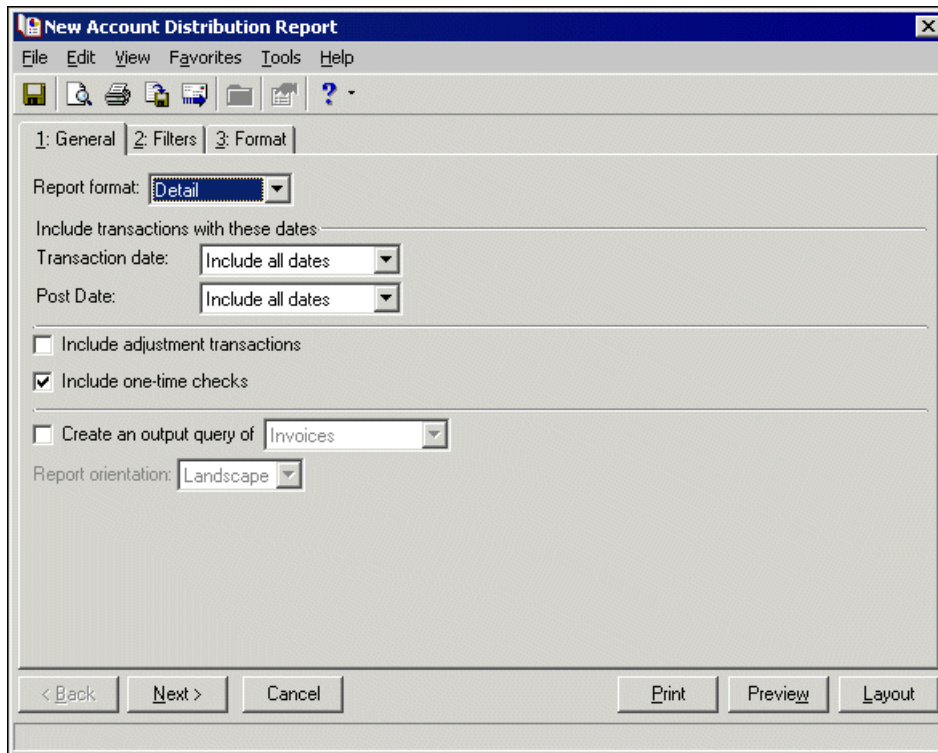 New Account Distribution Report
File Edit View Favorites Tools Help
1: General 2: Filters 3: Format
Report format: Detail
Include transactions with these dates
Transaction date: Include all dates
Post Date: Include all dates
Include adjustment transactions
Include one-time checks
Create an output query of Invoices
Report orientation: Landscape
< Back Next > Cancel Print Preview Layout